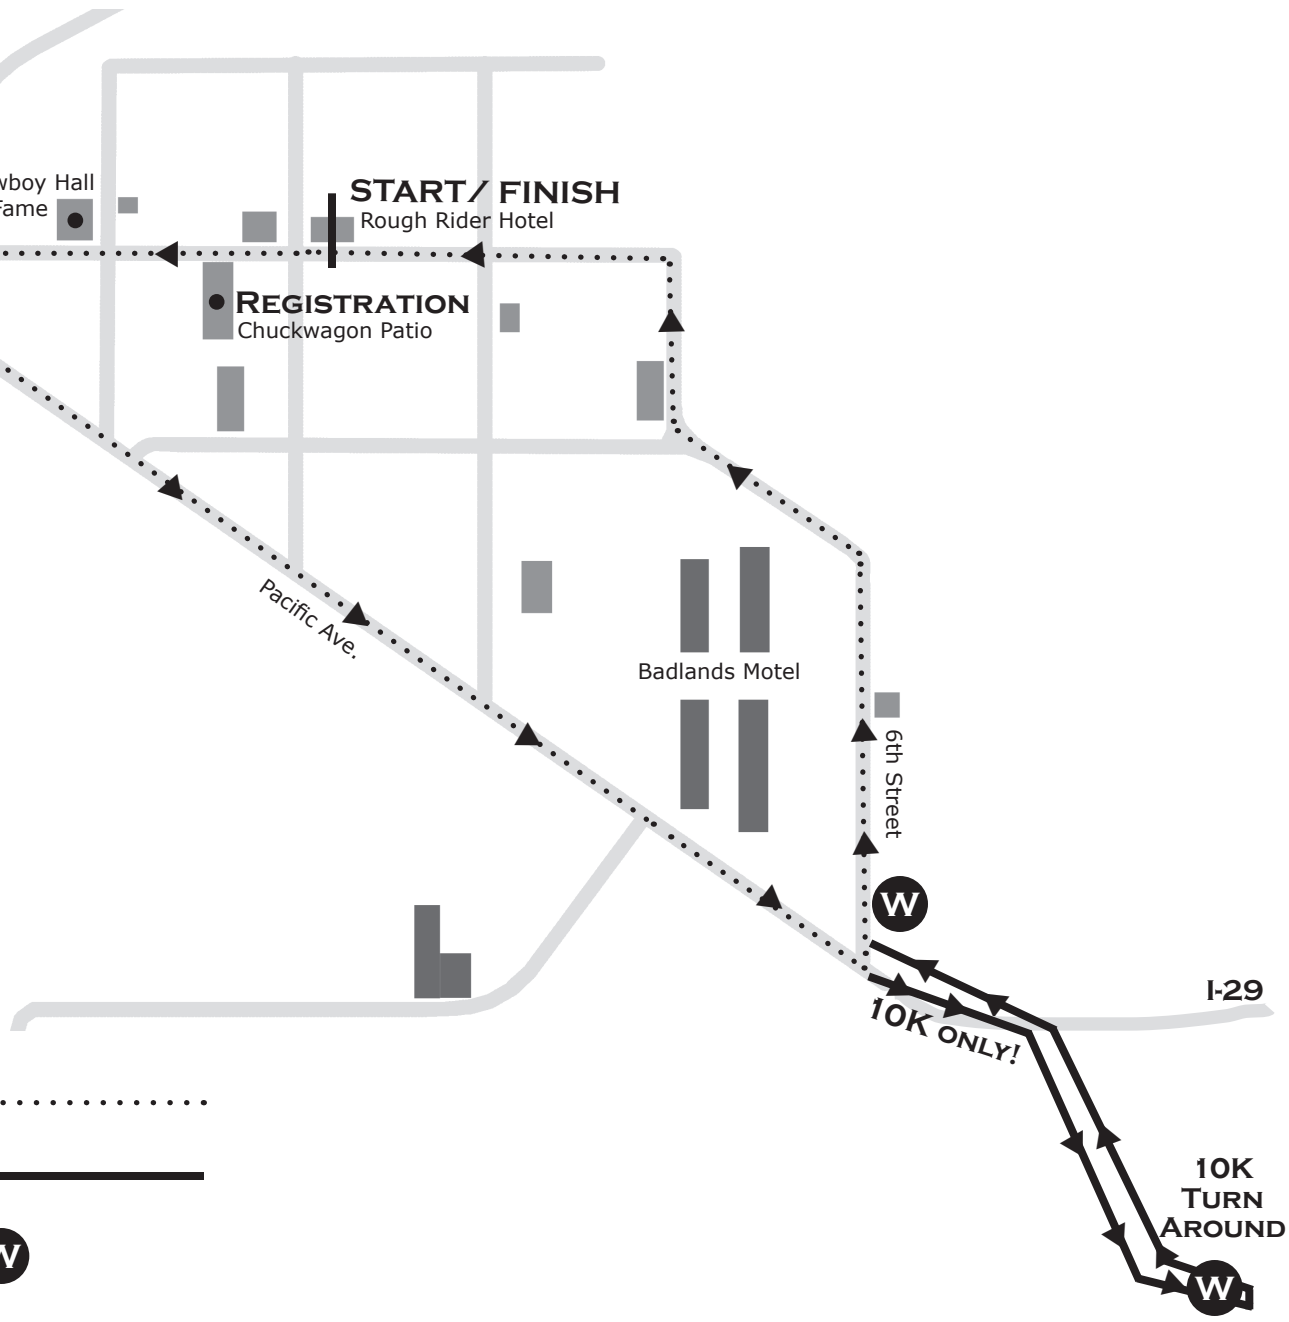 wboy Hall
Fame
START/ FINISH
Rough Rider Hotel
REGISTRATION
Chuckwagon Patio
Pacific Ave.
Badlands Motel
6th Street
W
I-29
10K ONLY!
10K
TURN
AROUND
W
W